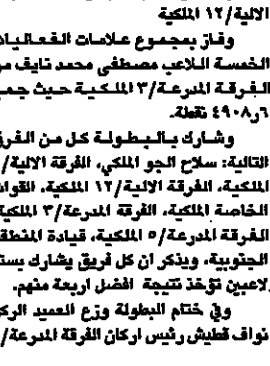 الالية/١٢ الملكية
وفاز بمجموع علامات الفعاليات
الخمسة اللاعب مصطفى محمد نايف من
الفرقة المدرعة/٣ الملكية حيث جمع
٤٩٠٨ر٦ نقطة.
وشارك بالبطولة كل من الفرق
التالية: سلاح الجو الملكي، الفرقة الالية/
الملكية، الفرقة الالية/١٢ الملكية، القوات
الخاصة الملكية، الفرقة المدرعة/٣ الملكية
الفرقة المدرعة/٥ الملكية، قيادة المنطقة
الجنوبية، ويذكر ان كل فريق يشارك بستة
لاعبين تؤخذ نتيجة افضل اربعة منهم.
وفي ختام البطولة وزع العميد الركن
نواف قطيش رئيس اركان الفرقة المدرعة/